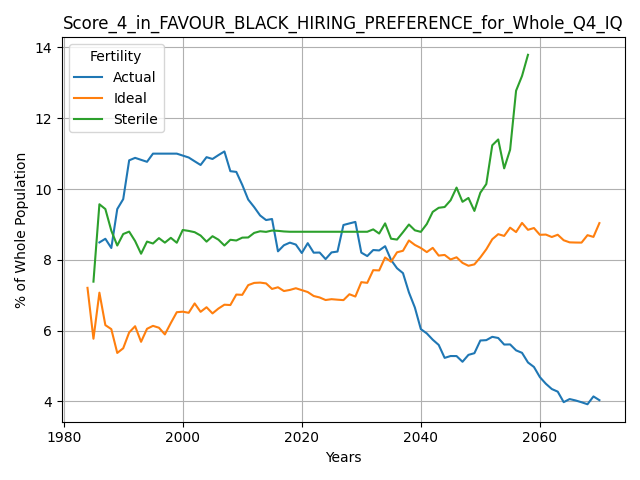 Score_4_in_FAVOUR_BLACK_HIRING_PREFERENCE_for_Whole_Q4_IQ
Fertility
Actual
Ideal
Sterile
% of Whole Population
14
12
10
8
6
4
1980
2000
2020
2040
2060
Years